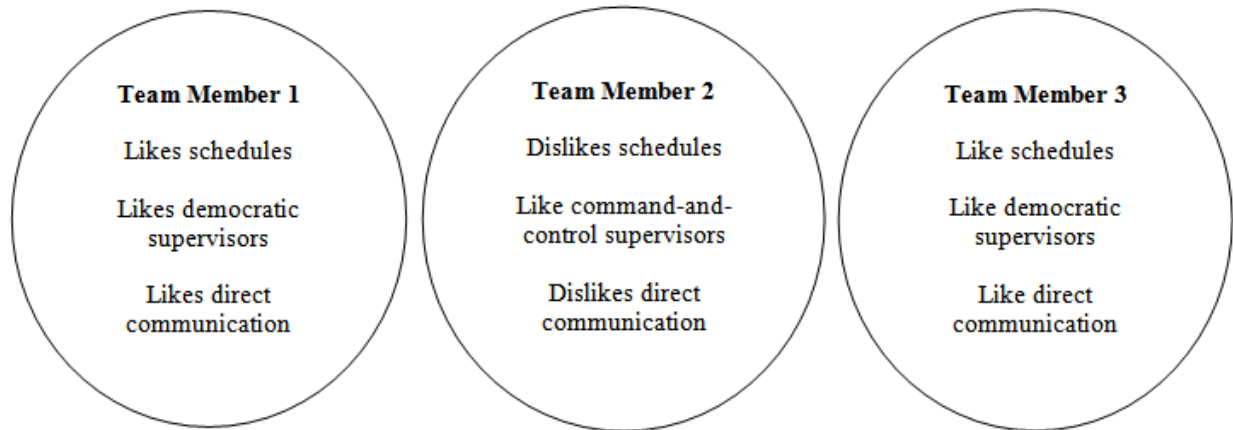 Team Member 1
Likes schedules
Likes democratic
supervisors
Likes direct
communication
Team Member 2
Dislikes schedules
Like command-and-
control supervisors
Dislikes direct
communication
Team Member 3
Like schedules
Like democratic
supervisors
Like direct
communication